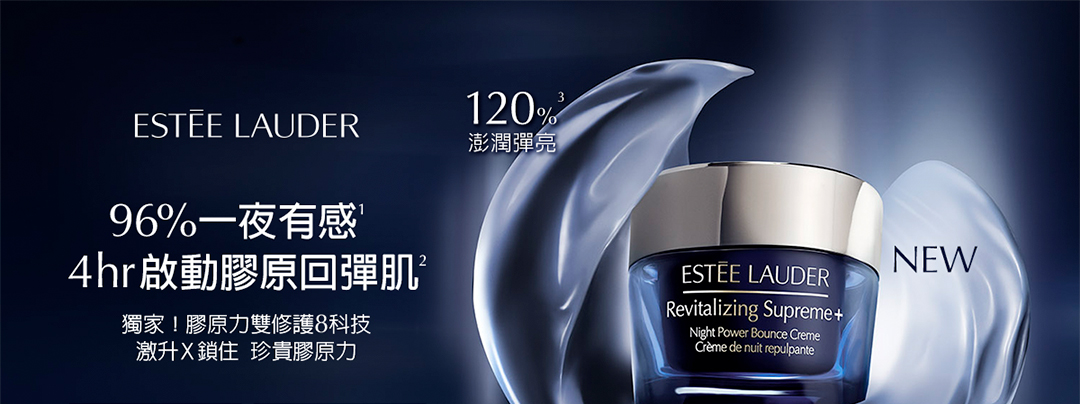 ESTĒE LAUDER
96%一夜有感¹
4hr啟動膠原回彈肌²
獨家！膠原力雙修護8科技
激升X鎖住 珍貴膠原力
120%³
澎潤彈亮
NEW
ESTĒE LAUDER
Revitalizing Supreme+
Night Power Bounce Creme
Crème de nuit repulpante